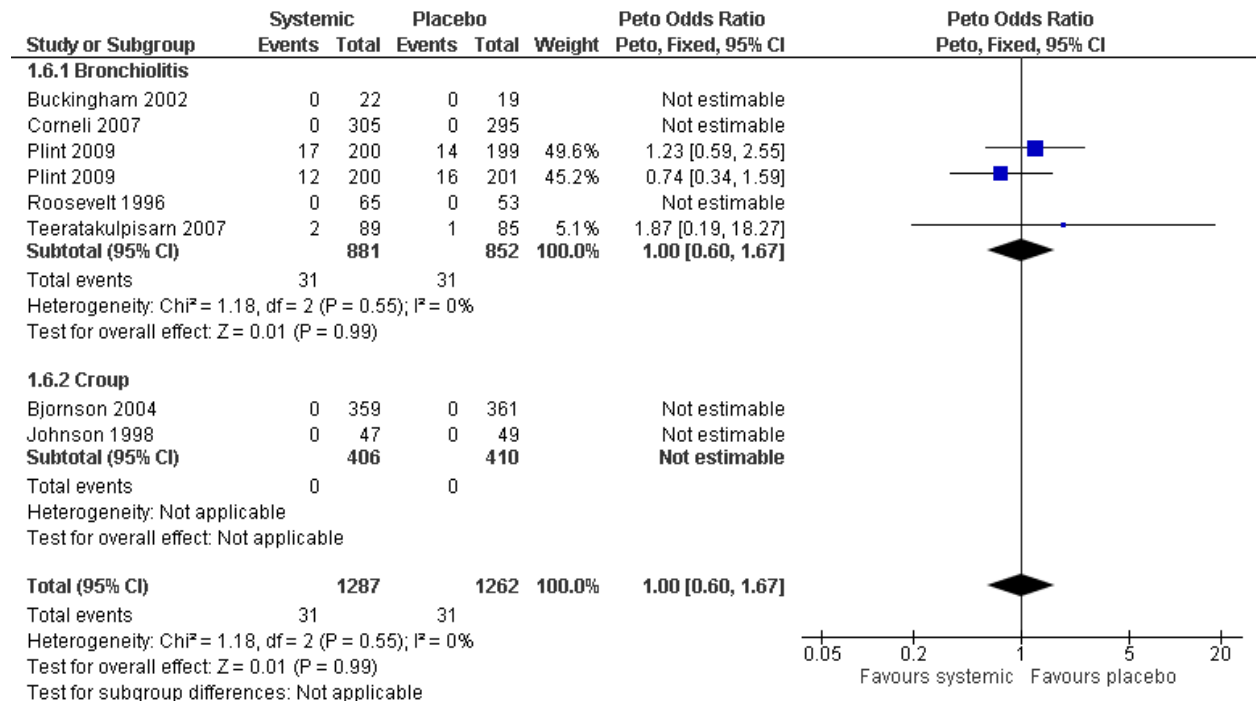 Systemic Placebo Peto Odds Ratio Peto Odds Ratio
Study or Subgroup Events Total Events Total Weight Peto, Fixed, 95% CI Peto, Fixed, 95% CI
1.6.1 Bronchiolitis
Buckingham 2002 0 22 0 19 Not estimable
Corneli 2007 0 305 0 295 Not estimable
Plint 2009 17 200 14 199 49.6% 1.23 [0.59, 2.55]
Plint 2009 12 200 16 201 45.2% 0.74 [0.34, 1.59]
Roosevelt 1996 0 65 0 53 Not estimable
Teeratakulpisarn 2007 2 89 1 85 5.1% 1.87 [0.19, 18.27]
Subtotal (95% CI) 881 852 100.0% 1.00 [0.60, 1.67]
Total events 31 31
Heterogeneity: Chi² = 1.18, df = 2 (P = 0.55); I² = 0%
Test for overall effect: Z = 0.01 (P = 0.99)
1.6.2 Croup
Bjornson 2004 0 359 0 361 Not estimable
Johnson 1998 0 47 0 49 Not estimable
Subtotal (95% CI) 406 410 Not estimable
Total events 0 0
Heterogeneity: Not applicable
Test for overall effect: Not applicable
Total (95% CI) 1287 1262 100.0% 1.00 [0.60, 1.67]
Total events 31 31
Heterogeneity: Chi² = 1.18, df = 2 (P = 0.55); I² = 0%
Test for overall effect: Z = 0.01 (P = 0.99)
Test for subgroup differences: Not applicable
0.05 0.2 1 5 20
Favours systemic Favours placebo